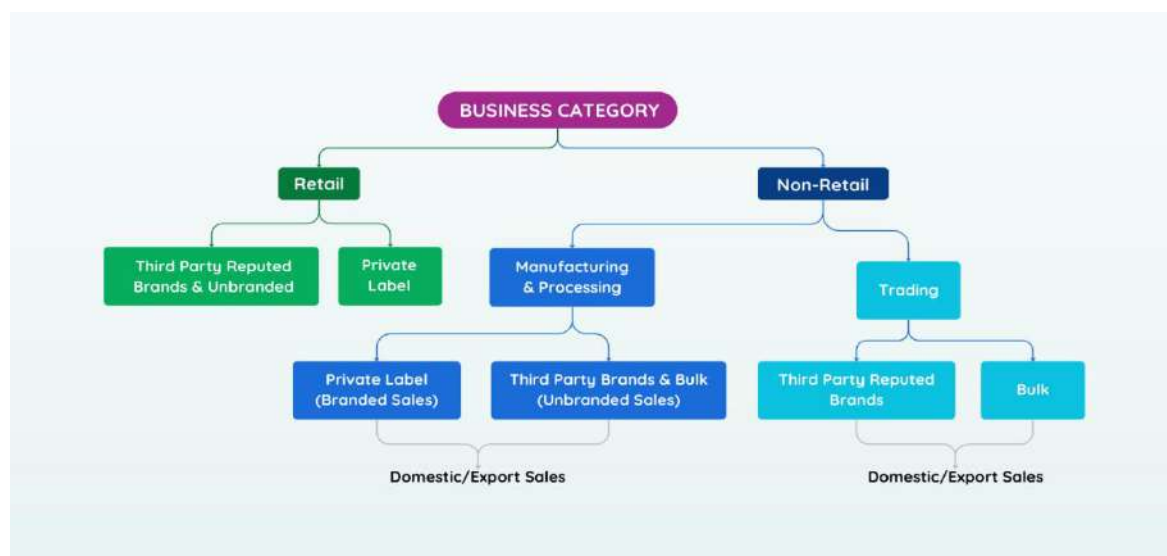 BUSINESS CATEGORY
Retail
Non-Retail
Third Party Reputed
Brands & Unbranded
Private
Label
Manufacturing
& Processing
Trading
Private Label
(Branded Sales)
Third Party Brands & Bulk
(Unbranded Sales)
Third Party Reputed
Brands
Bulk
Domestic/Export Sales
Domestic/Export Sales